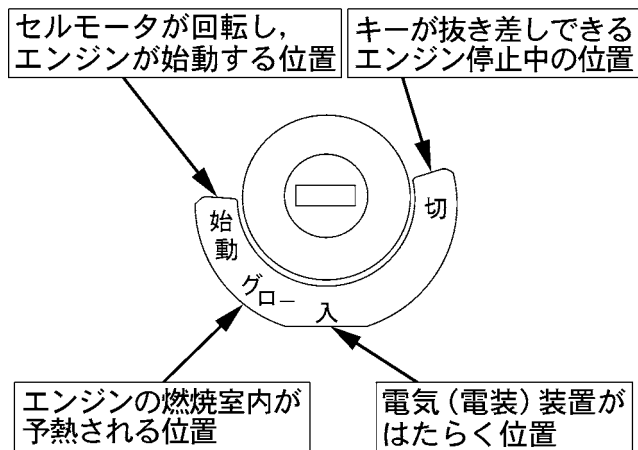 セルモータが回転し，
エンジンが始動する位置
キーが抜き差しできる
エンジン停止中の位置
始動
グロー
入
切
エンジンの燃焼室内が
予熱される位置
電気（電装）装置が
はたらく位置